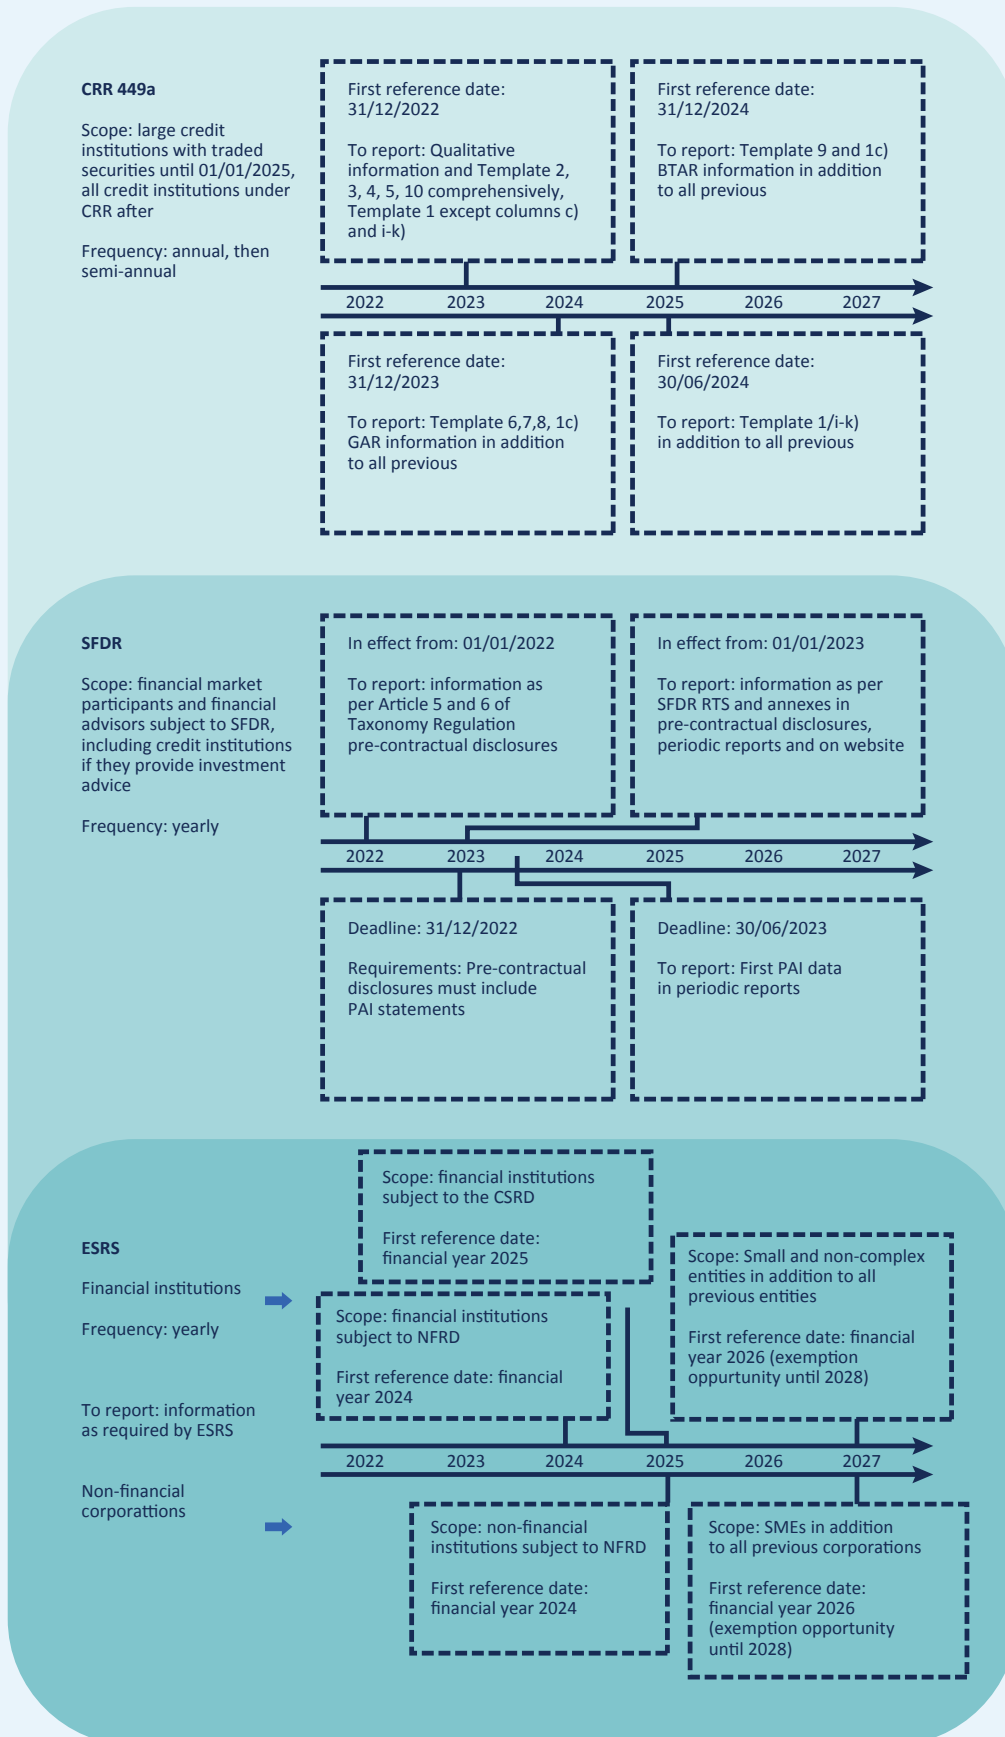 CRR 449a
Scope: large credit
institutions with traded
securities until 01/01/2025,
all credit institutions under
CRR after
Frequency: annual, then
semi-annual
First reference date:
31/12/2022
To report: Qualitative
information and Template 2,
3, 4, 5, 10 comprehensively,
Template 1 except columns c)
and i-k)
First reference date:
31/12/2024
To report: Template 9 and 1c)
BTAR information in addition
to all previous
2022 2023 2024 2025 2026 2027
First reference date:
31/12/2023
To report: Template 6,7,8, 1c)
GAR information in addition
to all previous
First reference date:
30/06/2024
To report: Template 1/i-k)
in addition to all previous
SFDR
Scope: financial market
participants and financial
advisors subject to SFDR,
including credit institutions
if they provide investment
advice
Frequency: yearly
In effect from: 01/01/2022
To report: information as
per Article 5 and 6 of
Taxonomy Regulation
pre-contractual disclosures
In effect from: 01/01/2023
To report: information as per
SFDR RTS and annexes in
pre-contractual disclosures,
periodic reports and on website
2022 2023 2024 2025 2026 2027
Deadline: 31/12/2022
Requirements: Pre-contractual
disclosures must include
PAI statements
Deadline: 30/06/2023
To report: First PAI data
in periodic reports
ESRS
Financial institutions
Frequency: yearly
To report: information
as required by ESRS
Non-financial
corporattions
Scope: financial institutions
subject to the CSRD
First reference date:
financial year 2025
Scope: financial institutions
subject to NFRD
First reference date: financial
year 2024
Scope: Small and non-complex
entities in addition to all
previous entities
First reference date: financial
year 2026 (exemption
oppurtunity until 2028)
2022 2023 2024 2025 2026 2027
Scope: non-financial
institutions subject to NFRD
First reference date:
financial year 2024
Scope: SMEs in addition
to all previous corporations
First reference date:
financial year 2026
(exemption opportunity
until 2028)